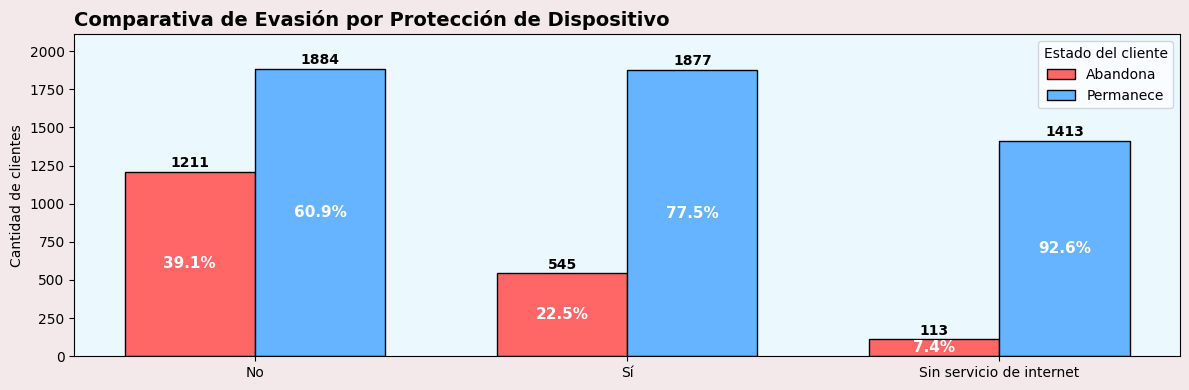 Comparativa de Evasión por Protección de Dispositivo
Cantidad de clientes
2000
1750
1500
1250
1000
750
500
250
0
Estado del cliente
Abandona
Permanece
1211
39.1%
1884
60.9%
545
22.5%
1877
77.5%
113
7.4%
1413
92.6%
No
Sí
Sin servicio de internet